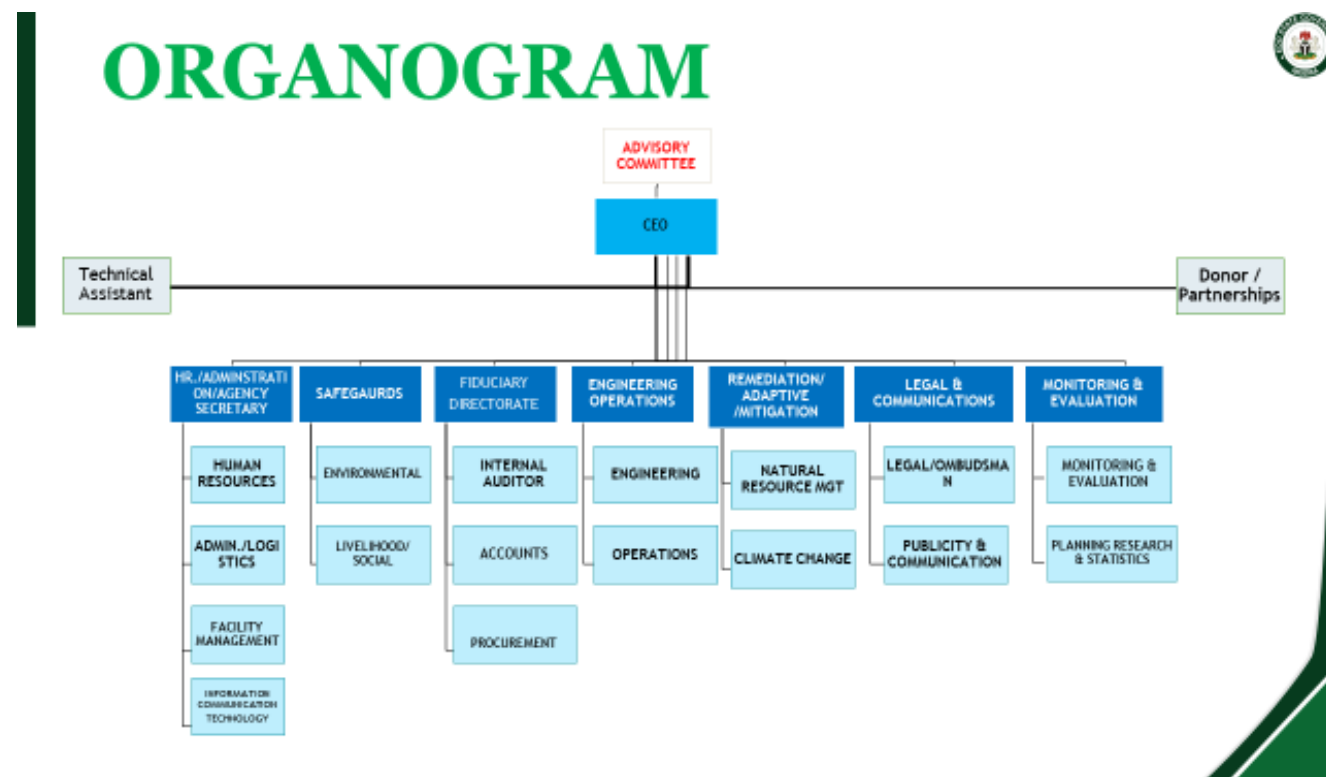 ORGANOGRAM
ADVISORY
COMMITTEE
CEO
Technical
Assistant
Donor /
Partnerships
HR./ADMINSTRATI
ON/AGENCY
SECRETARY
SAFEGAURDS
FIDUCIARY
DIRECTORATE
ENGINEERING
OPERATIONS
REMEDIATION/
ADAPTIVE
/MITIGATION
LEGAL &
COMMUNICATIONS
MONITORING &
EVALUATION
HUMAN
RESOURCES
ENVIRONMENTAL
INTERNAL
AUDITOR
ENGINEERING
NATURAL
RESOURCE MGT
LEGAL/OMBUDSMA
N
MONITORING &
EVALUATION
ADMIN./LOGI
STICS
LIVELIHOOD/
SOCIAL
ACCOUNTS
OPERATIONS
CLIMATE CHANGE
PUBLICITY &
COMMUNICATION
PLANNING RESEARCH
& STATISTICS
FACILITY
MANAGEMENT
PROCUREMENT
INFORMATION
COMMUNICATION
TECHNOLOGY